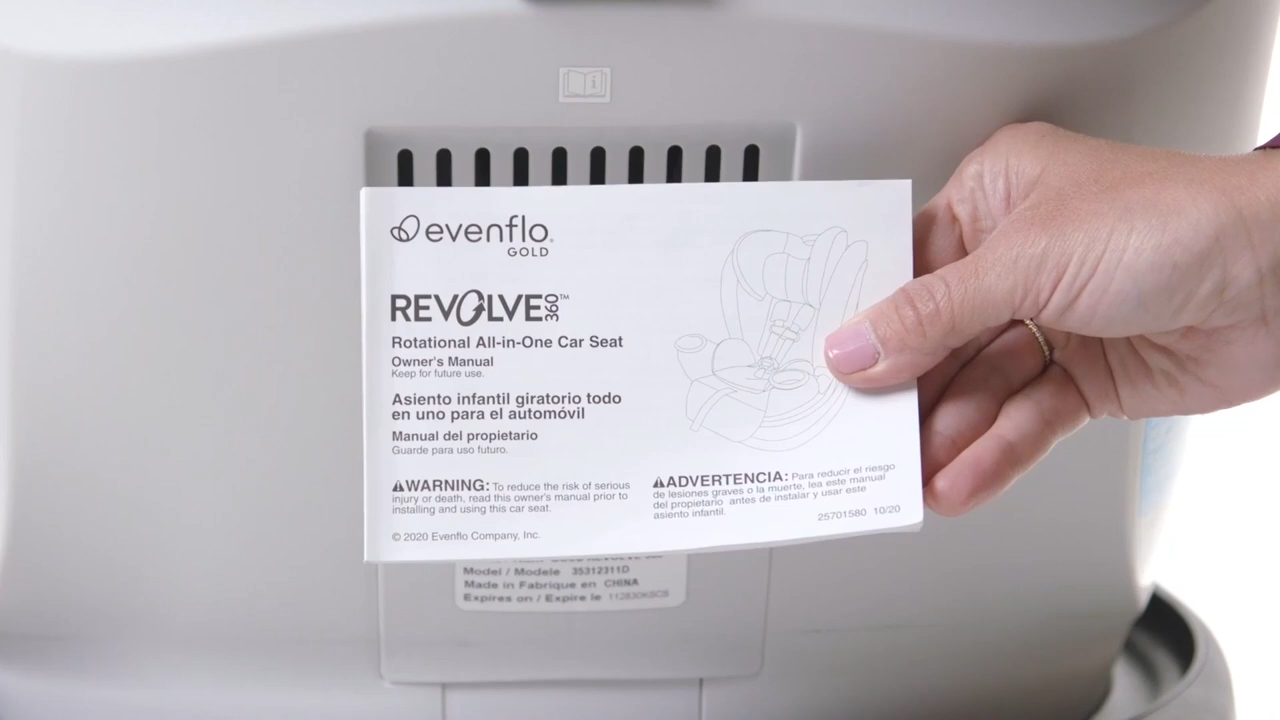 evenflo
GOLD
REVOLVE 360™
Rotational All-in-One Car Seat
Owner's Manual
Keep for future use.
Asiento infantil giratorio todo
en uno para el automóvil
Manual del propietario
Guarde para uso futuro.
WARNING: To reduce the risk of serious
injury or death, read this owner's manual prior to
installing and using this car seat.
© 2020 Evenflo Company, Inc.
ADVERTENCIA: Para reducir el riesgo
de lesiones graves o la muerte, lea este manual
del propietario antes de instalar y usar este
asiento infantil.
25701580 10/20
Model / Modele 35312311D
Made in Fabrique en CHINA
Expires on / Expire le